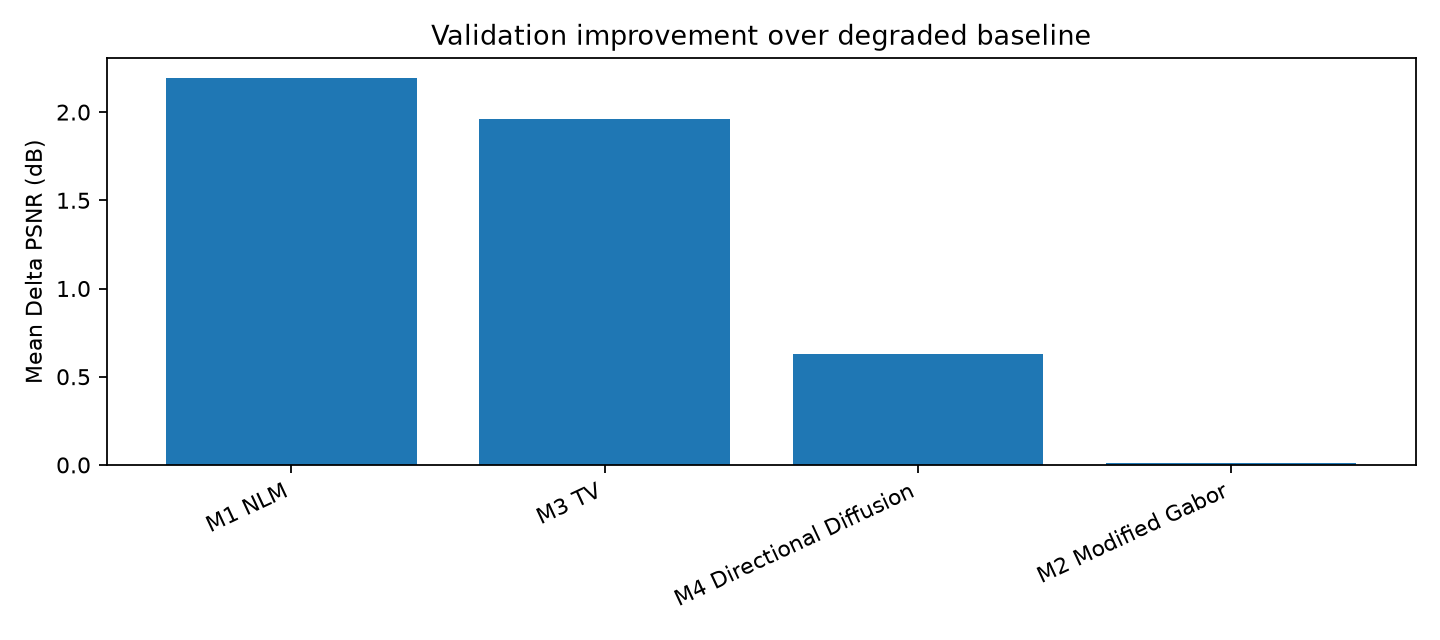 Validation improvement over degraded baseline
Mean Delta PSNR (dB)
2.0
1.5
1.0
0.5
0.0
M1 NLM
M3 TV
M4 Directional Diffusion
M2 Modified Gabor